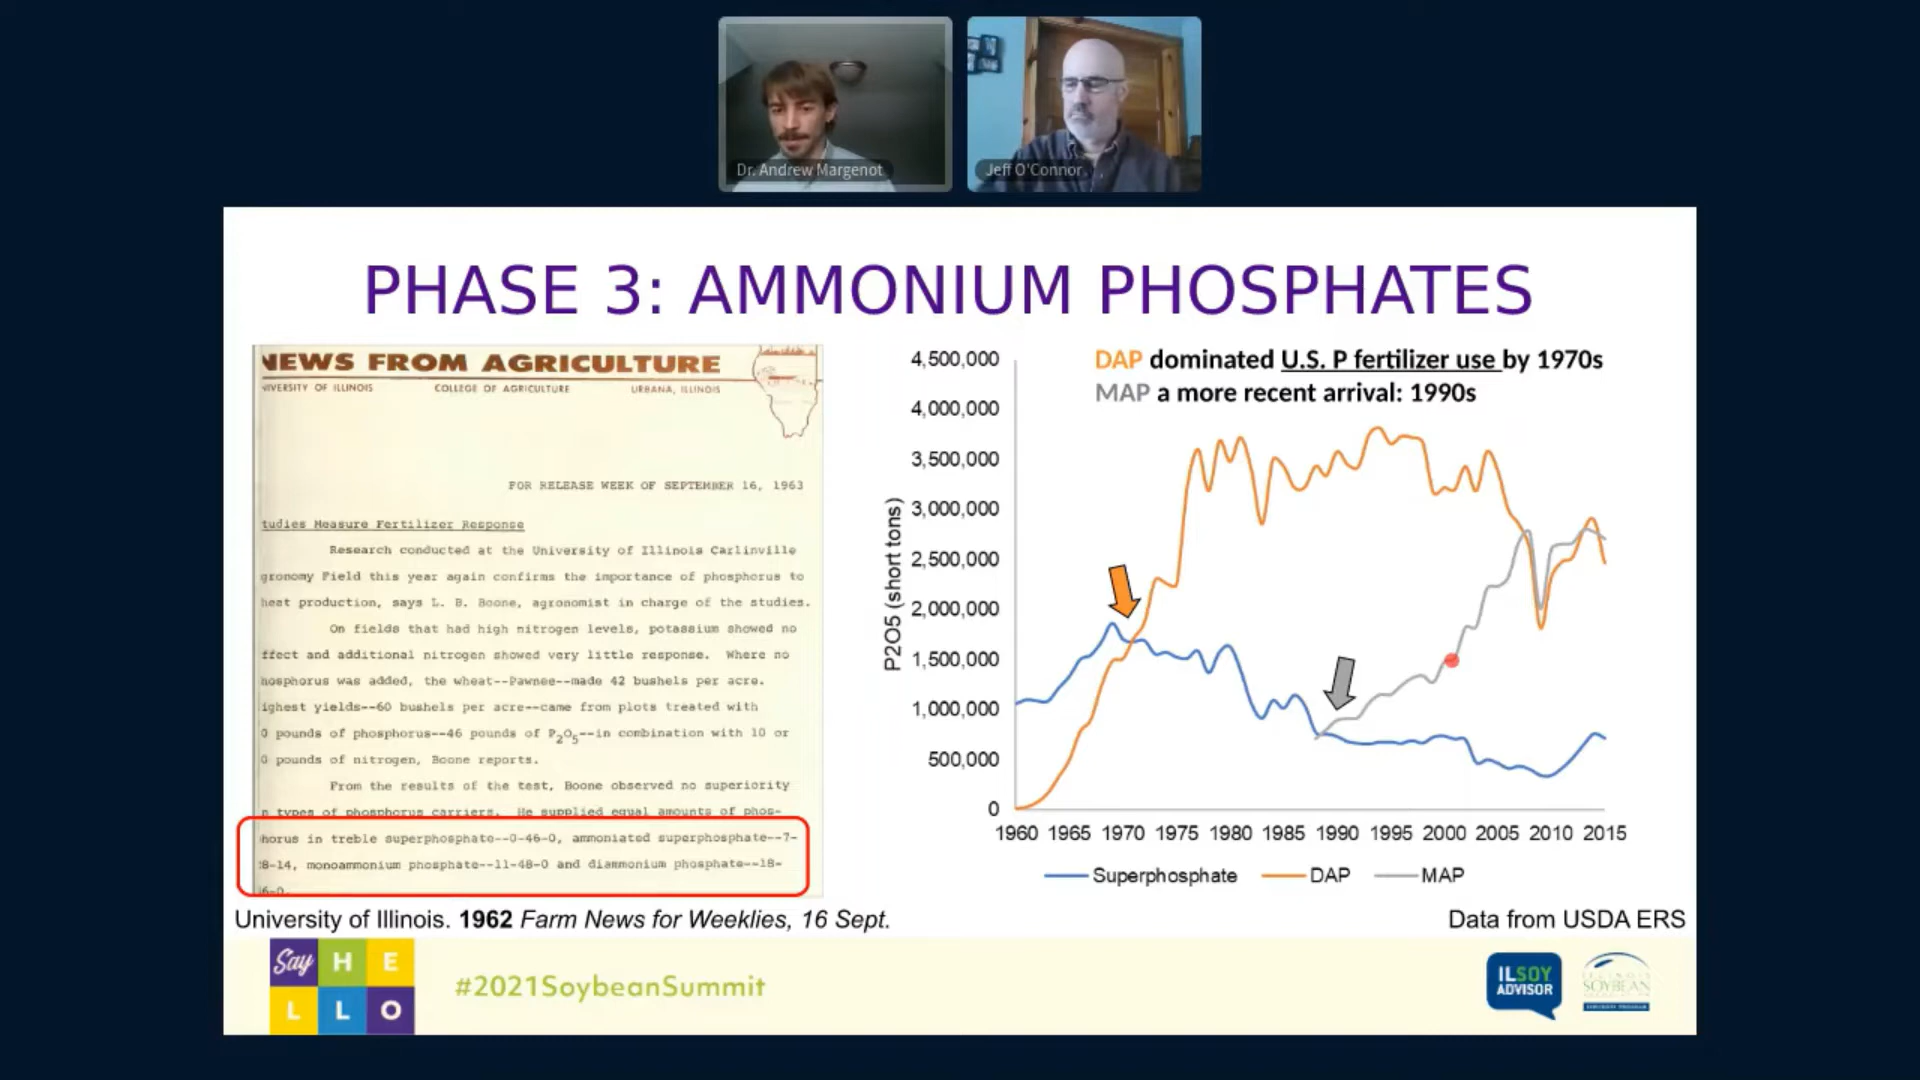 Dr. Andrew Margenot
Jeff O'Connor
PHASE 3: AMMONIUM PHOSPHATES
NEWS FROM AGRICULTURE
IVERSITY OF ILLINOIS COLLEGE OF AGRICULTURE URBANA, ILLINOIS
FOR RELEASE WEEK OF SEPTEMBER 16, 1963
tudies Measure Fertilizer Response
Research conducted at the University of Illinois Carlinville
gronomy Field this year again confirms the importance of phosphorus to
heat production, says L. B. Boone, agronomist in charge of the studies.
On fields that had high nitrogen levels, potassium showed no
ffect and additional nitrogen showed very little response. Where no
hosphorus was added, the wheat--Pawnee--made 42 bushels per acre.
ighest yields--60 bushels per acre--came from plots treated with
0 pounds of phosphorus--46 pounds of P2O5--in combination with 10 or
0 pounds of nitrogen, Boone reports.
From the results of the test, Boone observed no superiority
n types of phosphorus carriers. He supplied equal amounts of phos-
horus in treble superphosphate--0-46-0, ammoniated superphosphate--7-
8-14, monoammonium phosphate--11-48-0 and diammonium phosphate--18-
6-0.
University of Illinois. 1962 Farm News for Weeklies, 16 Sept.
DAP dominated U.S. P fertilizer use by 1970s
MAP a more recent arrival: 1990s
P2O5 (short tons)
4,500,000
4,000,000
3,500,000
3,000,000
2,500,000
2,000,000
1,500,000
1,000,000
500,000
0
1960 1965 1970 1975 1980 1985 1990 1995 2000 2005 2010 2015
Superphosphate DAP MAP
Data from USDA ERS
Say HELLO
#2021SoybeanSummit
ILSOY
ADVISOR
ILLINOIS
SOYBEAN